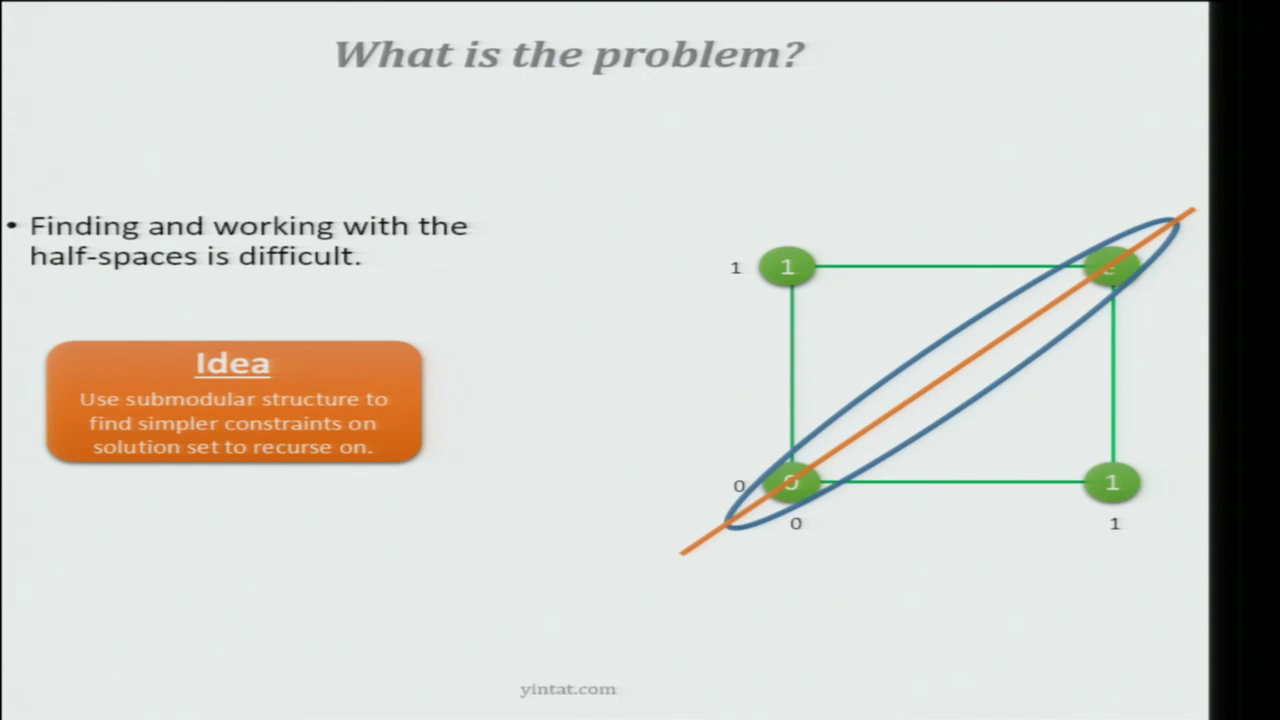 What is the problem?
• Finding and working with the
half-spaces is difficult.
Idea
Use submodular structure to
find simpler constraints on
solution set to recurse on.
1 1
0 0 1
0 1
yintat.com